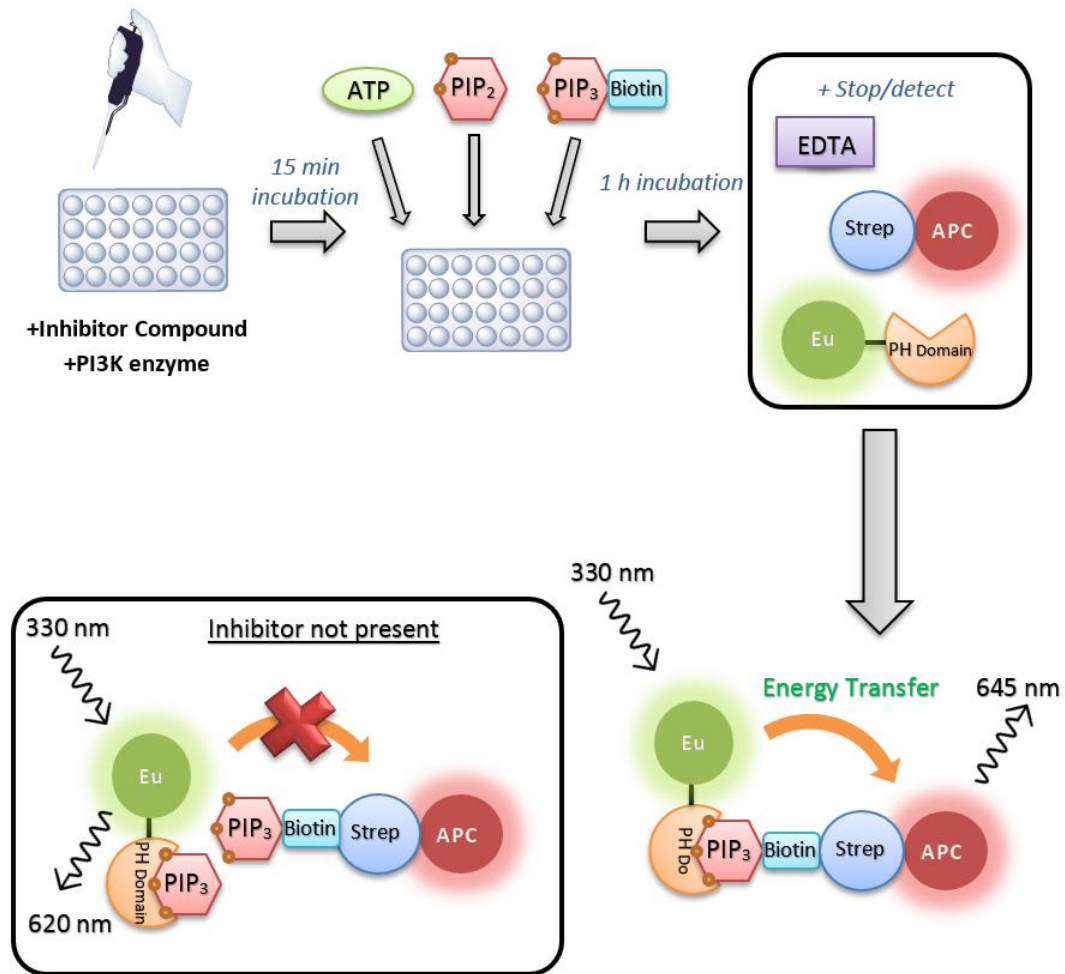 ATP
PIP₂
PIP₃
Biotin
15 min
incubation
+Inhibitor Compound
+PI3K enzyme
1 h incubation
+ Stop/detect
EDTA
Strep
APC
Eu
PH Domain
Inhibitor not present
330 nm
Eu
PH Domain
PIP₃
620 nm
PIP₃
Biotin
Strep
APC
330 nm
Energy Transfer
645 nm
Eu
PH Do
PIP₃
Biotin
Strep
APC